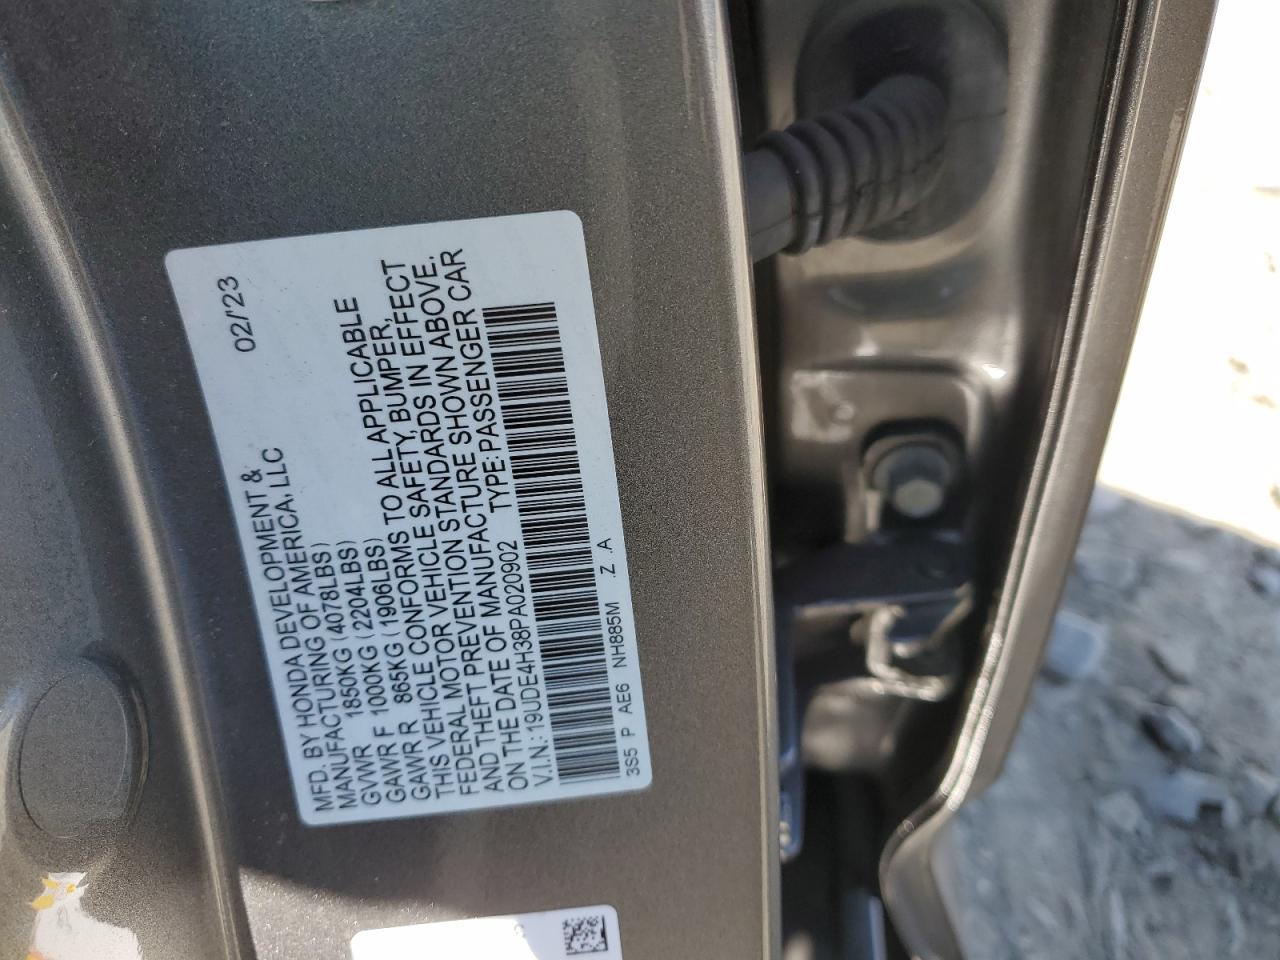 MFD. BY HONDA DEVELOPMENT &
MANUFACTURING OF AMERICA, LLC 02/'23
GVWR 1850KG (4078LBS)
GAWR F 1000KG (2204LBS)
GAWR R 865KG (1906LBS)
THIS VEHICLE CONFORMS TO ALL APPLICABLE
FEDERAL MOTOR VEHICLE SAFETY, BUMPER,
AND THEFT PREVENTION STANDARDS IN EFFECT
ON THE DATE OF MANUFACTURE SHOWN ABOVE.
V.I.N.: 19UDE4H38PA020902 TYPE: PASSENGER CAR
3S5 P AE6 NH885M .Z .A